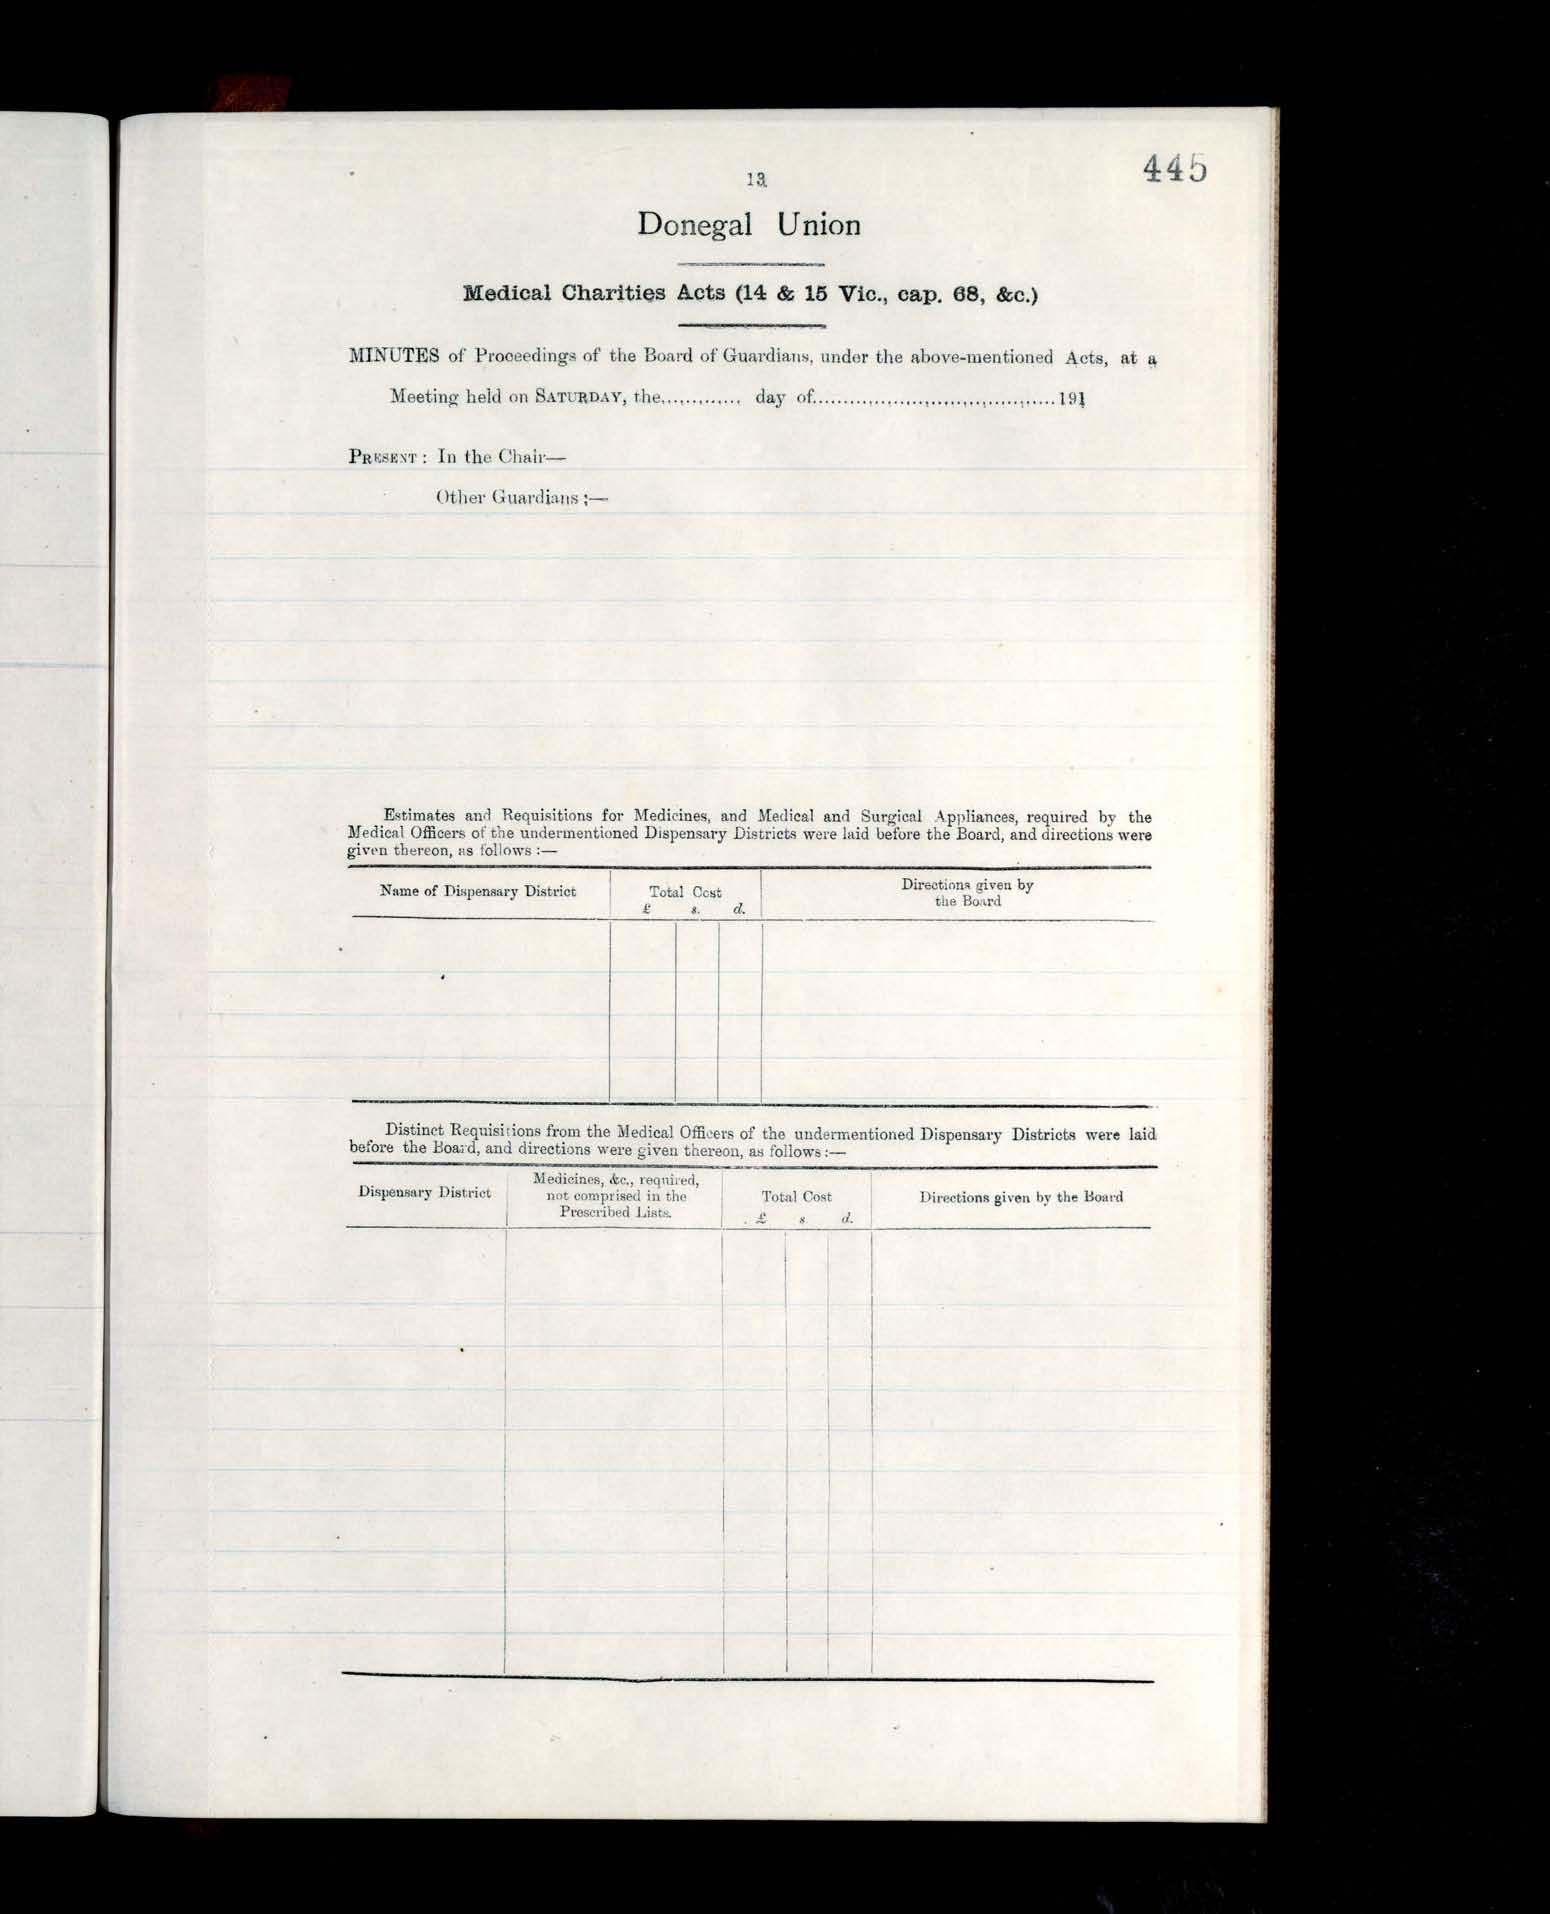 445
13
Donegal Union
Medical Charities Acts (14 & 15 Vic., cap. 68, &c.)
MINUTES of Proceedings of the Board of Guardians, under the above-mentioned Acts, at a
Meeting held on SATURDAY, the............. day of........................................191
PRESENT : In the Chair—
Other Guardians ;—
Estimates and Requisitions for Medicines, and Medical and Surgical Appliances, required by the
Medical Officers of the undermentioned Dispensary Districts were laid before the Board, and directions were
given thereon, as follows :—
Name of Dispensary District
Total Cost
£ s. d.
Directions given by
the Board
Distinct Requisitions from the Medical Officers of the undermentioned Dispensary Districts were laid
before the Board, and directions were given thereon, as follows :—
Dispensary District
Medicines, &c., required,
not comprised in the
Prescribed Lists.
Total Cost
£ s d.
Directions given by the Board